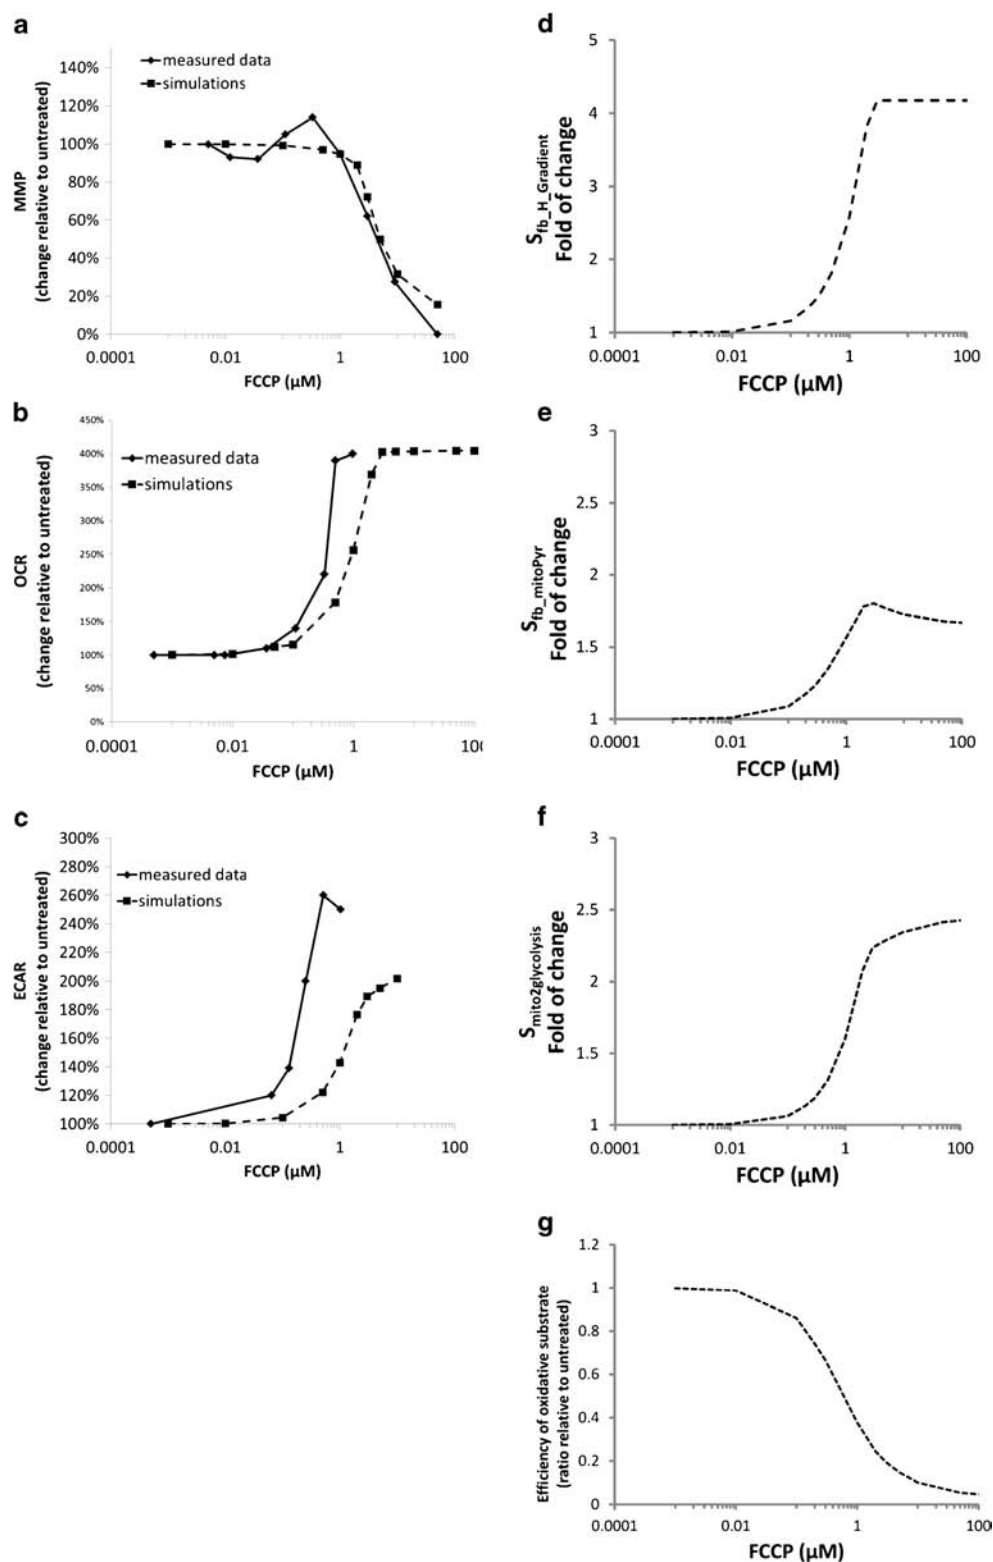 a
measured data
simulations
140%
120%
100%
80%
60%
40%
20%
0%
MMP
(change relative to untreated)
0.0001
0.01
1
100
FCCP (µM)
b
450%
400%
350%
300%
250%
200%
150%
100%
50%
0%
measured data
simulations
OCR
(change relative to untreated)
0.0001
0.01
1
10(
FCCP (µM)
c
300%
280%
260%
240%
220%
200%
180%
160%
140%
120%
100%
measured data
simulations
ECAR
(change relative to untreated)
0.0001
0.01
1
100
FCCP (µM)
d
5
4
3
2
1
Sfb_H_Gradient
Fold of change
0.0001
0.01
1
100
FCCP (µM)
e
3
2.5
2
1.5
1
Sfb_mitoPyr
Fold of change
0.0001
0.01
1
100
FCCP (µM)
f
3
2.5
2
1.5
1
Smito2glycolysis
Fold of change
0.0001
0.01
1
100
FCCP (µM)
g
1.2
1
0.8
0.6
0.4
0.2
0
Efficiency of oxidative substrate
(ratio relative to untreated)
0.0001
0.01
1
100
FCCP (µM)